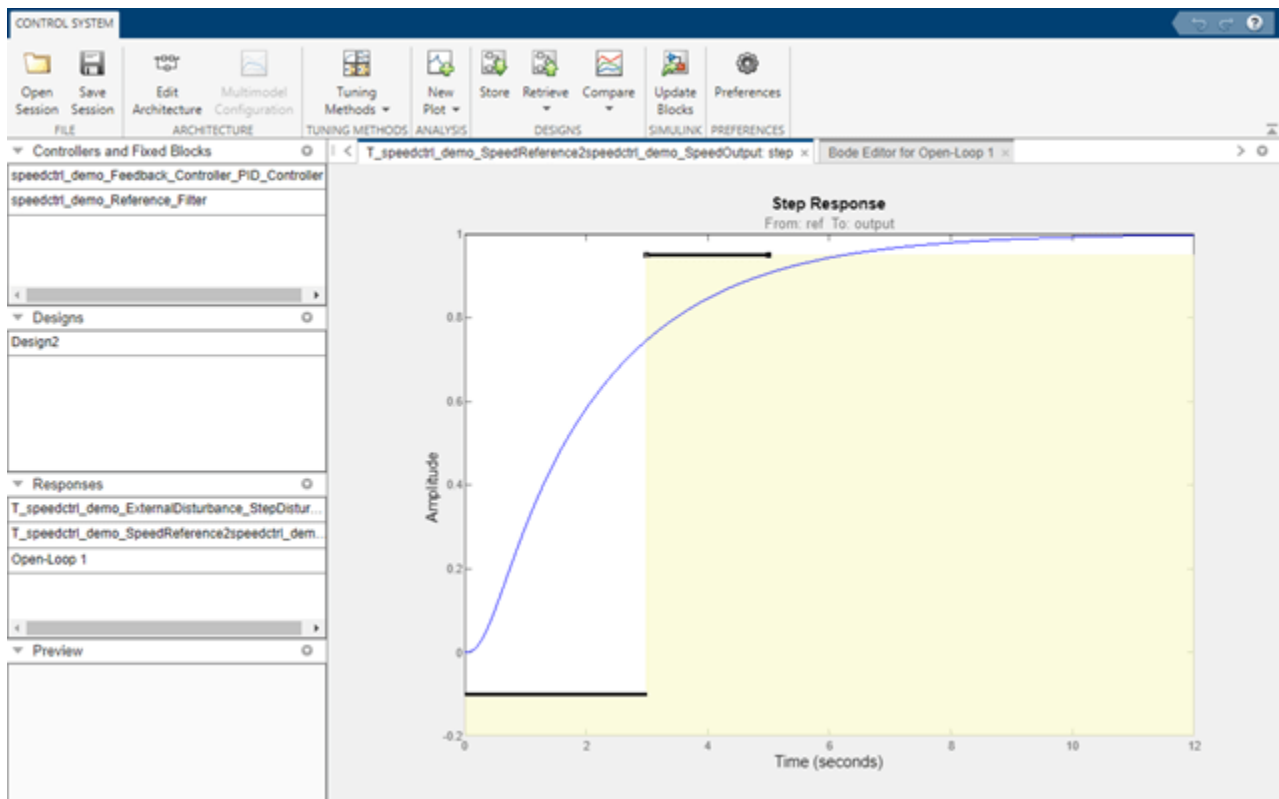 CONTROL SYSTEM
Open Session
Save Session
Edit Architecture
Multimodel Configuration
Tuning Methods
New Plot
Store
Retrieve
Compare
Update Blocks
Preferences
FILE
ARCHITECTURE
TUNING METHODS
ANALYSIS
DESIGNS
SIMULINK
PREFERENCES
Controllers and Fixed Blocks
speedctrl_demo_Feedback_Controller_PID_Controller
speedctrl_demo_Reference_Filter
Designs
Design2
Responses
T_speedctrl_demo_ExternalDisturbance_StepDistur...
T_speedctrl_demo_SpeedReference2speedctrl_dem...
Open-Loop 1
Preview
T_speedctrl_demo_SpeedReference2speedctrl_demo_SpeedOutput: step ×
Bode Editor for Open-Loop 1 ×
Step Response
From: ref To: output
1
0.8
0.6
0.4
0.2
0
-0.2
Amplitude
0 2 4 6 8 10 12
Time (seconds)